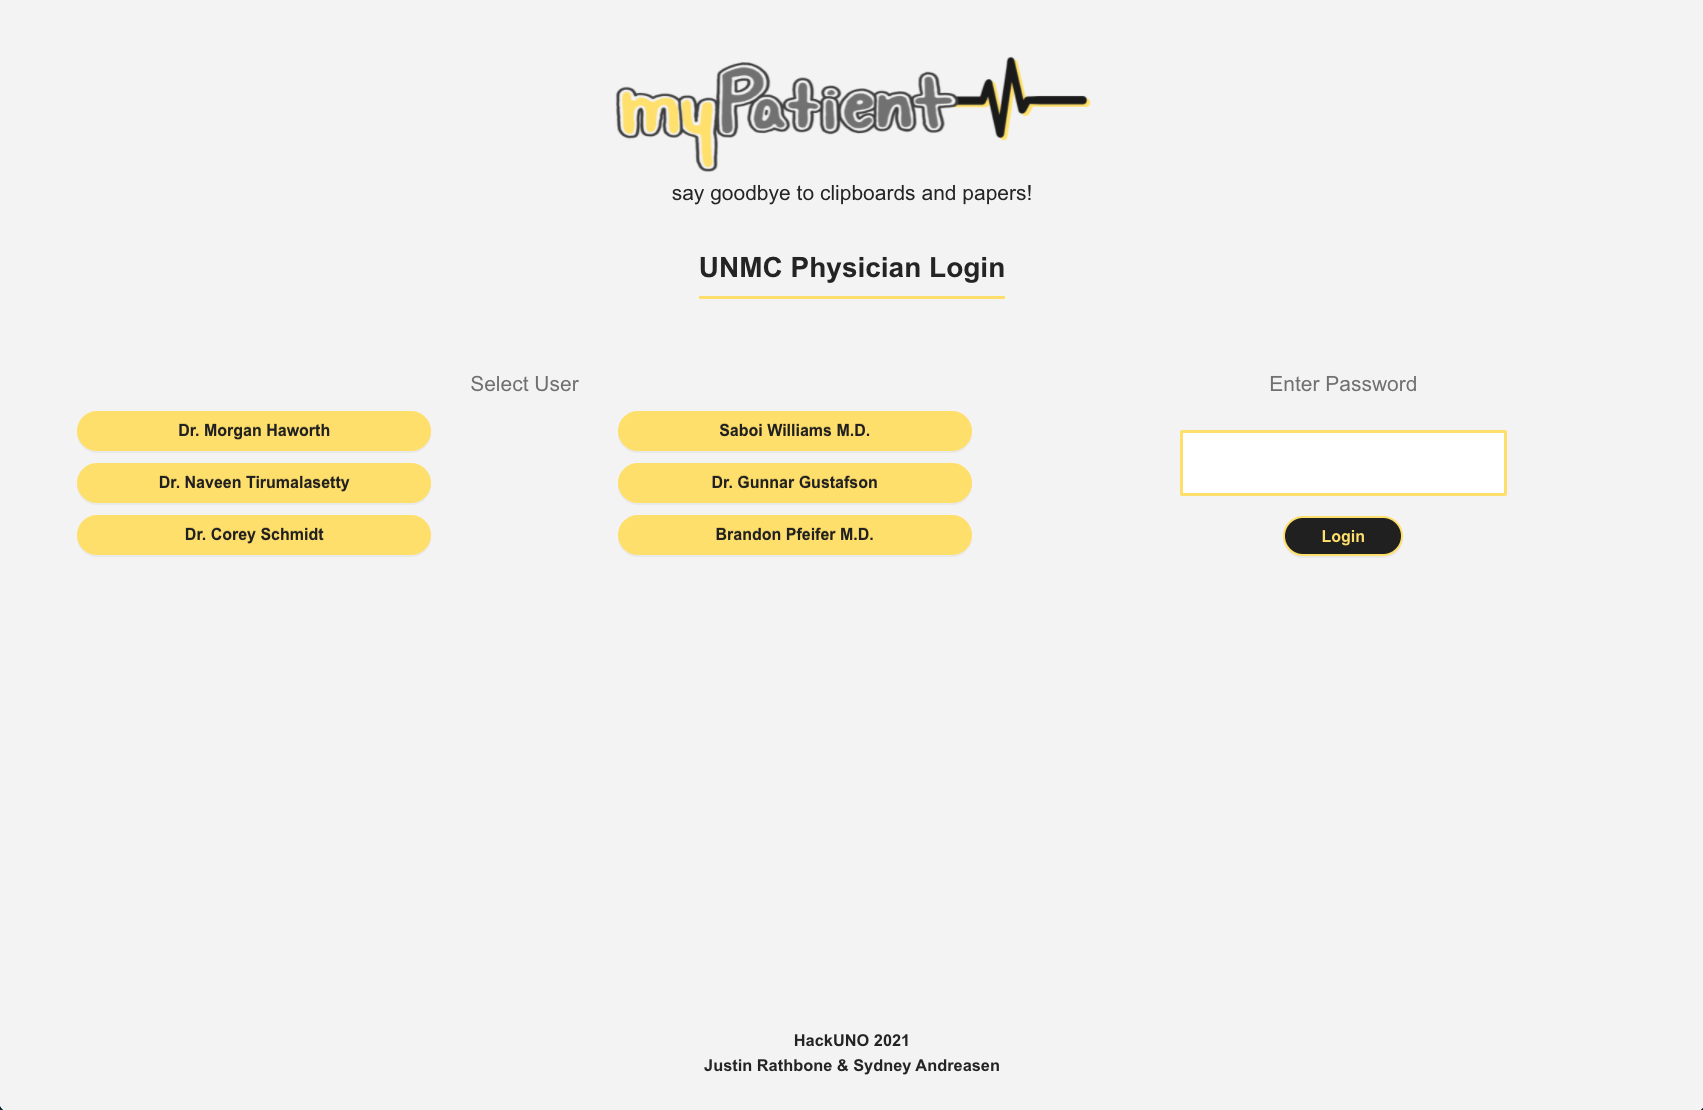 myPatient
say goodbye to clipboards and papers!
UNMC Physician Login
Select User
Dr. Morgan Haworth
Saboi Williams M.D.
Dr. Naveen Tirumalasetty
Dr. Gunnar Gustafson
Dr. Corey Schmidt
Brandon Pfeifer M.D.
Enter Password
Login
HackUNO 2021
Justin Rathbone & Sydney Andreasen